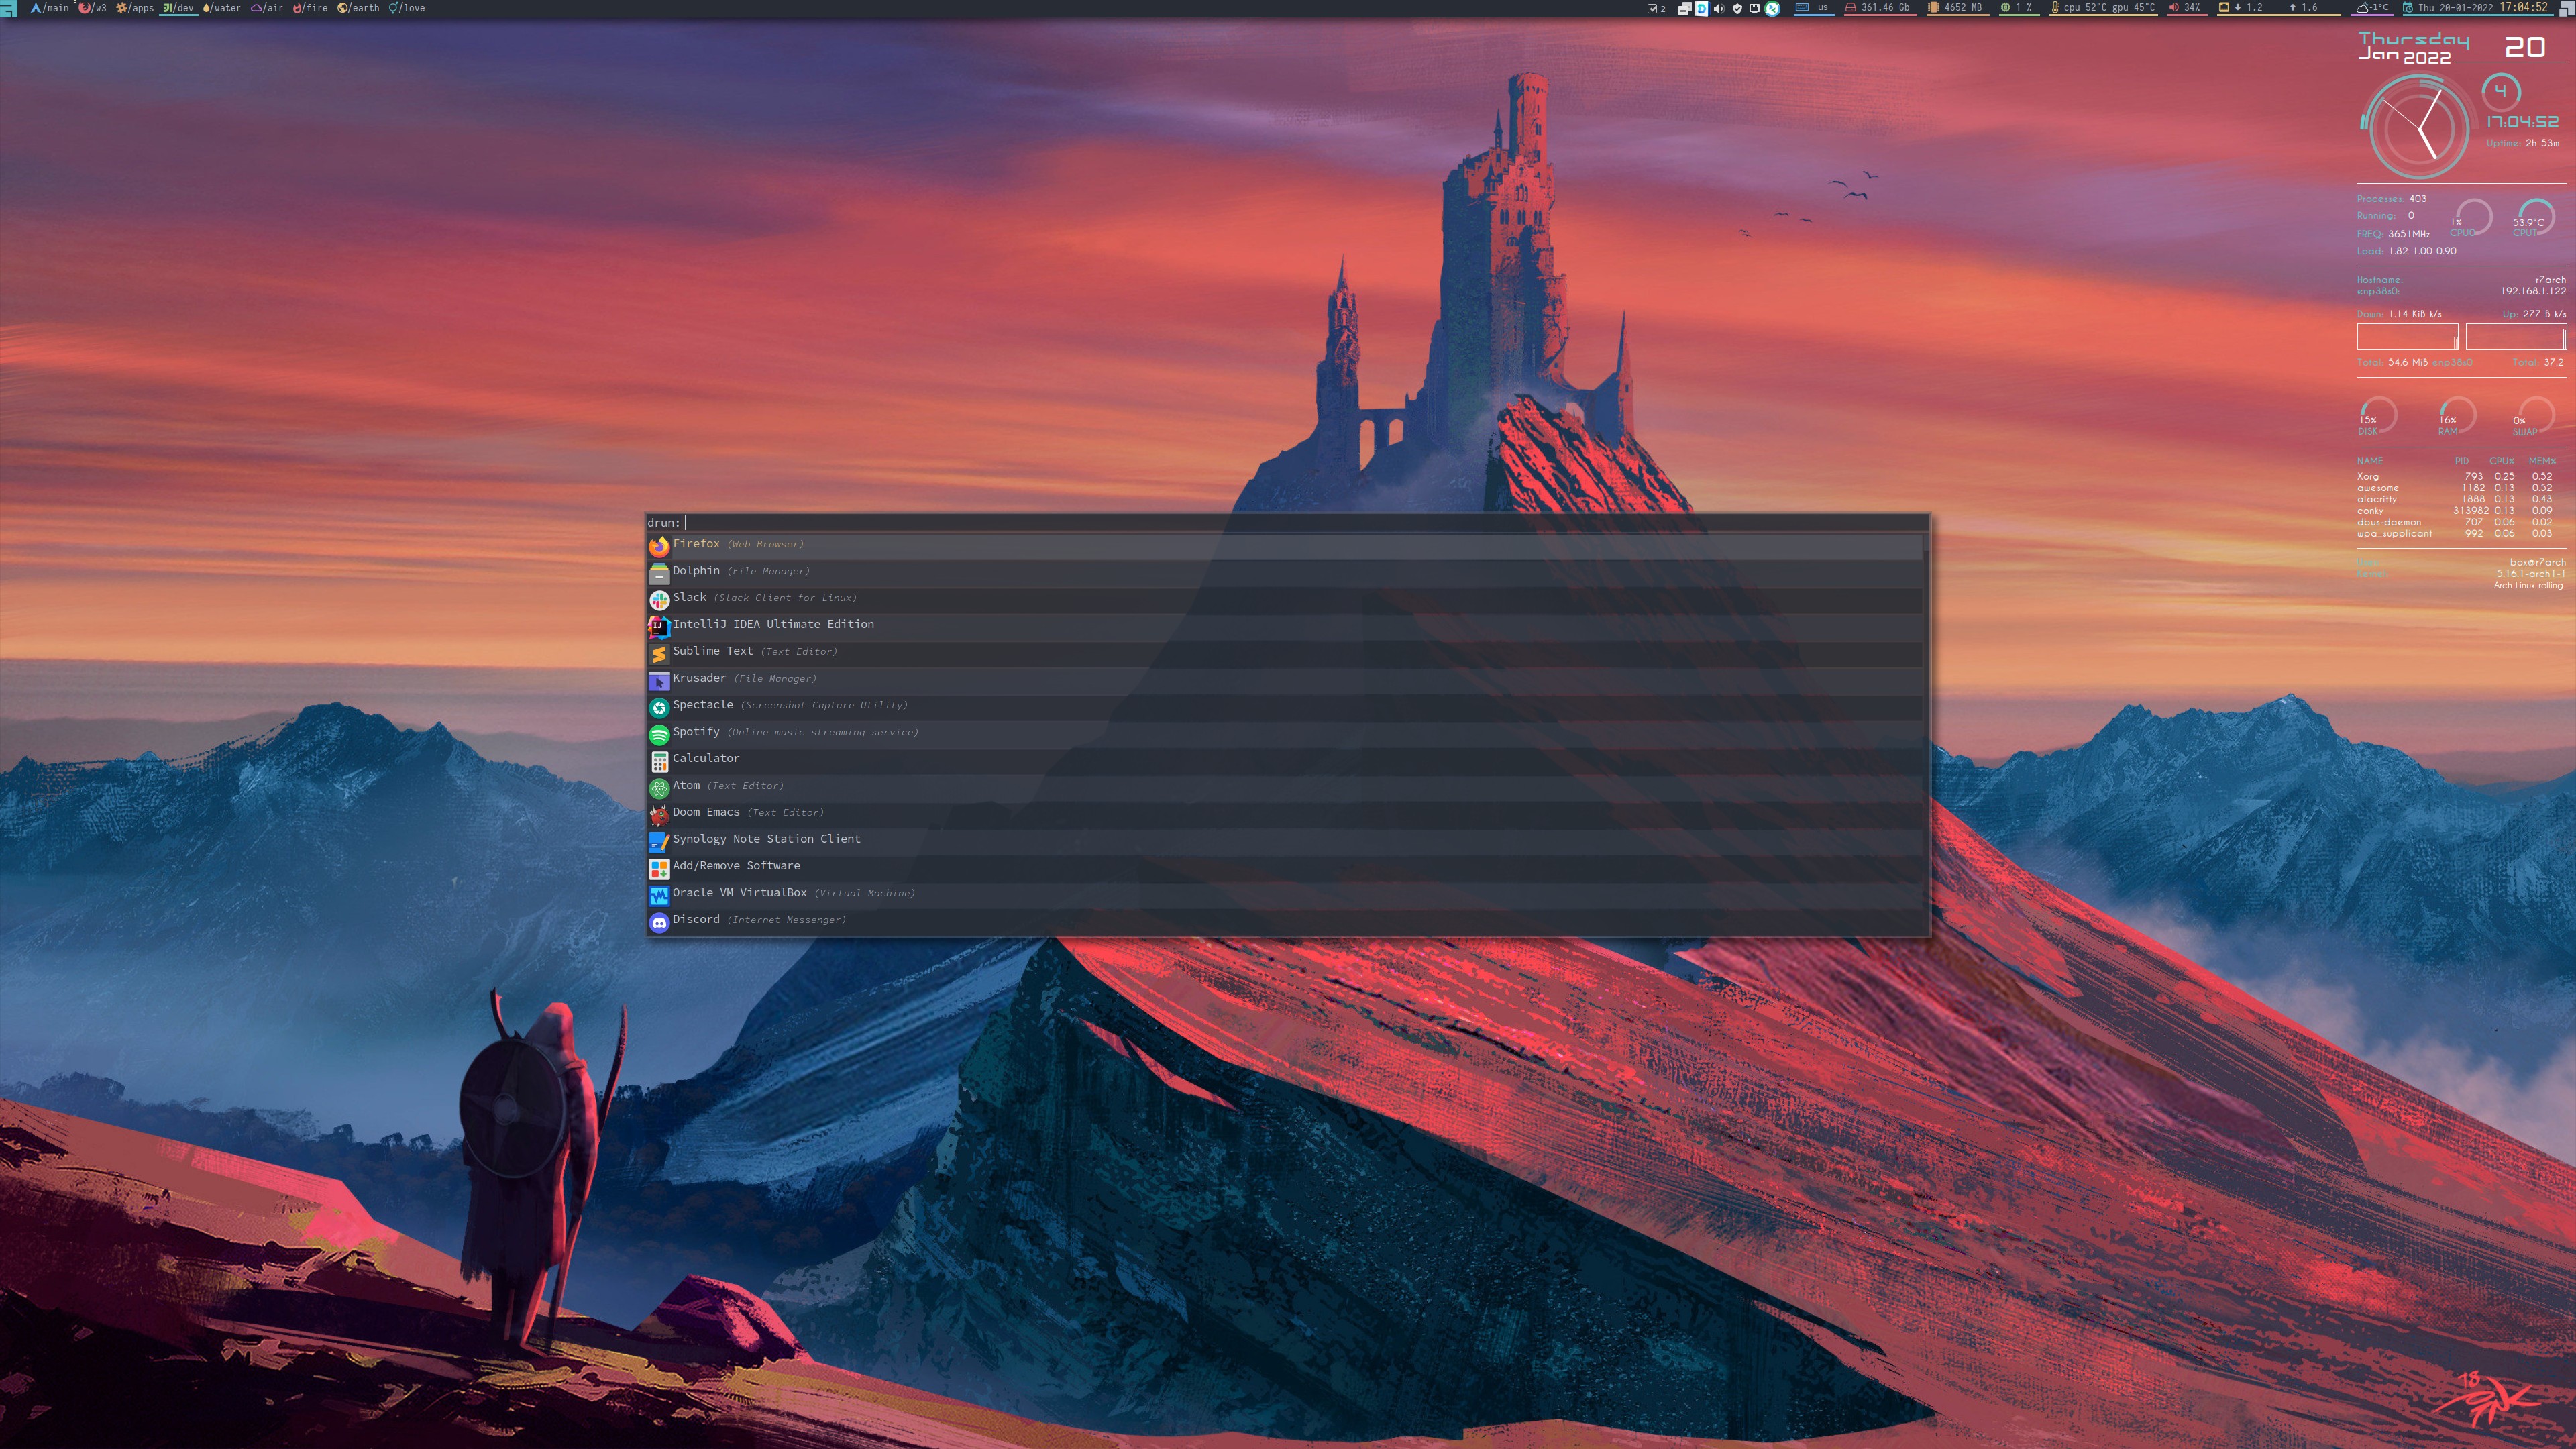 /main /w3 /apps /dev /water /air /fire /earth /love
2 us 361.46 Gb 4652 MB 1 % cpu 52°C gpu 45°C 34% 1.2 1.6 -1°C Thu 20-01-2022 17:04:52
Thursday 20
Jan 2022
4
17:04:52
Uptime: 2h 53m
Processes: 403
Running: 0
1% 53.9°C
FREQ: 3651MHz CPU0 CPUT
Load: 1.82 1.00 0.90
Hostname: r7arch
enp38s0: 192.168.1.122
Down: 1.14 KiB k/s Up: 277 B k/s
Total: 54.6 MiB enp38s0 Total: 37.2
15% 16% 0%
DISK RAM SWAP
NAME PID CPU% MEM%
Xorg 793 0.25 0.52
awesome 1182 0.13 0.52
alacritty 1888 0.13 0.43
conky 313982 0.13 0.09
dbus-daemon 707 0.06 0.02
wpa_supplicant 992 0.06 0.03
box@r7arch
5.16.1-arch1-1
Arch Linux rolling
drun:
Firefox (Web Browser)
Dolphin (File Manager)
Slack (Slack Client for Linux)
IntelliJ IDEA Ultimate Edition
Sublime Text (Text Editor)
Krusader (File Manager)
Spectacle (Screenshot Capture Utility)
Spotify (Online music streaming service)
Calculator
Atom (Text Editor)
Doom Emacs (Text Editor)
Synology Note Station Client
Add/Remove Software
Oracle VM VirtualBox (Virtual Machine)
Discord (Internet Messenger)